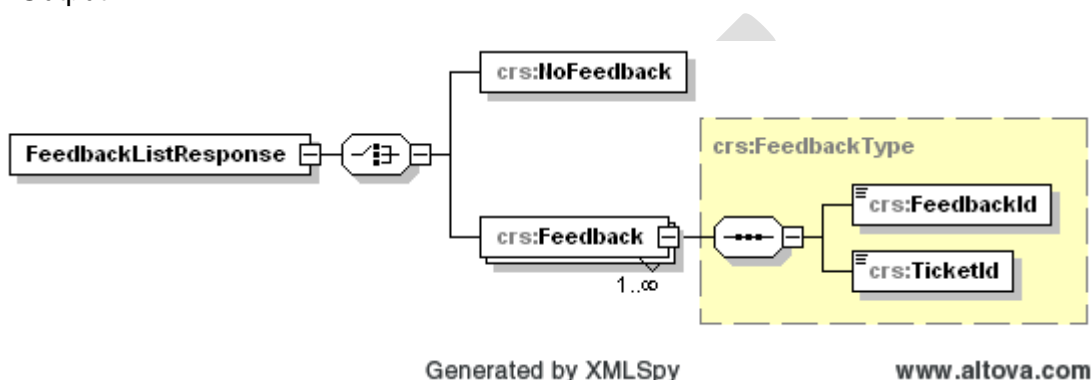 crs:NoFeedback
FeedbackListResponse
crs:FeedbackType
crs:FeedbackId
crs:Feedback
1..∞
crs:TicketId
Generated by XMLSpy
www.altova.com